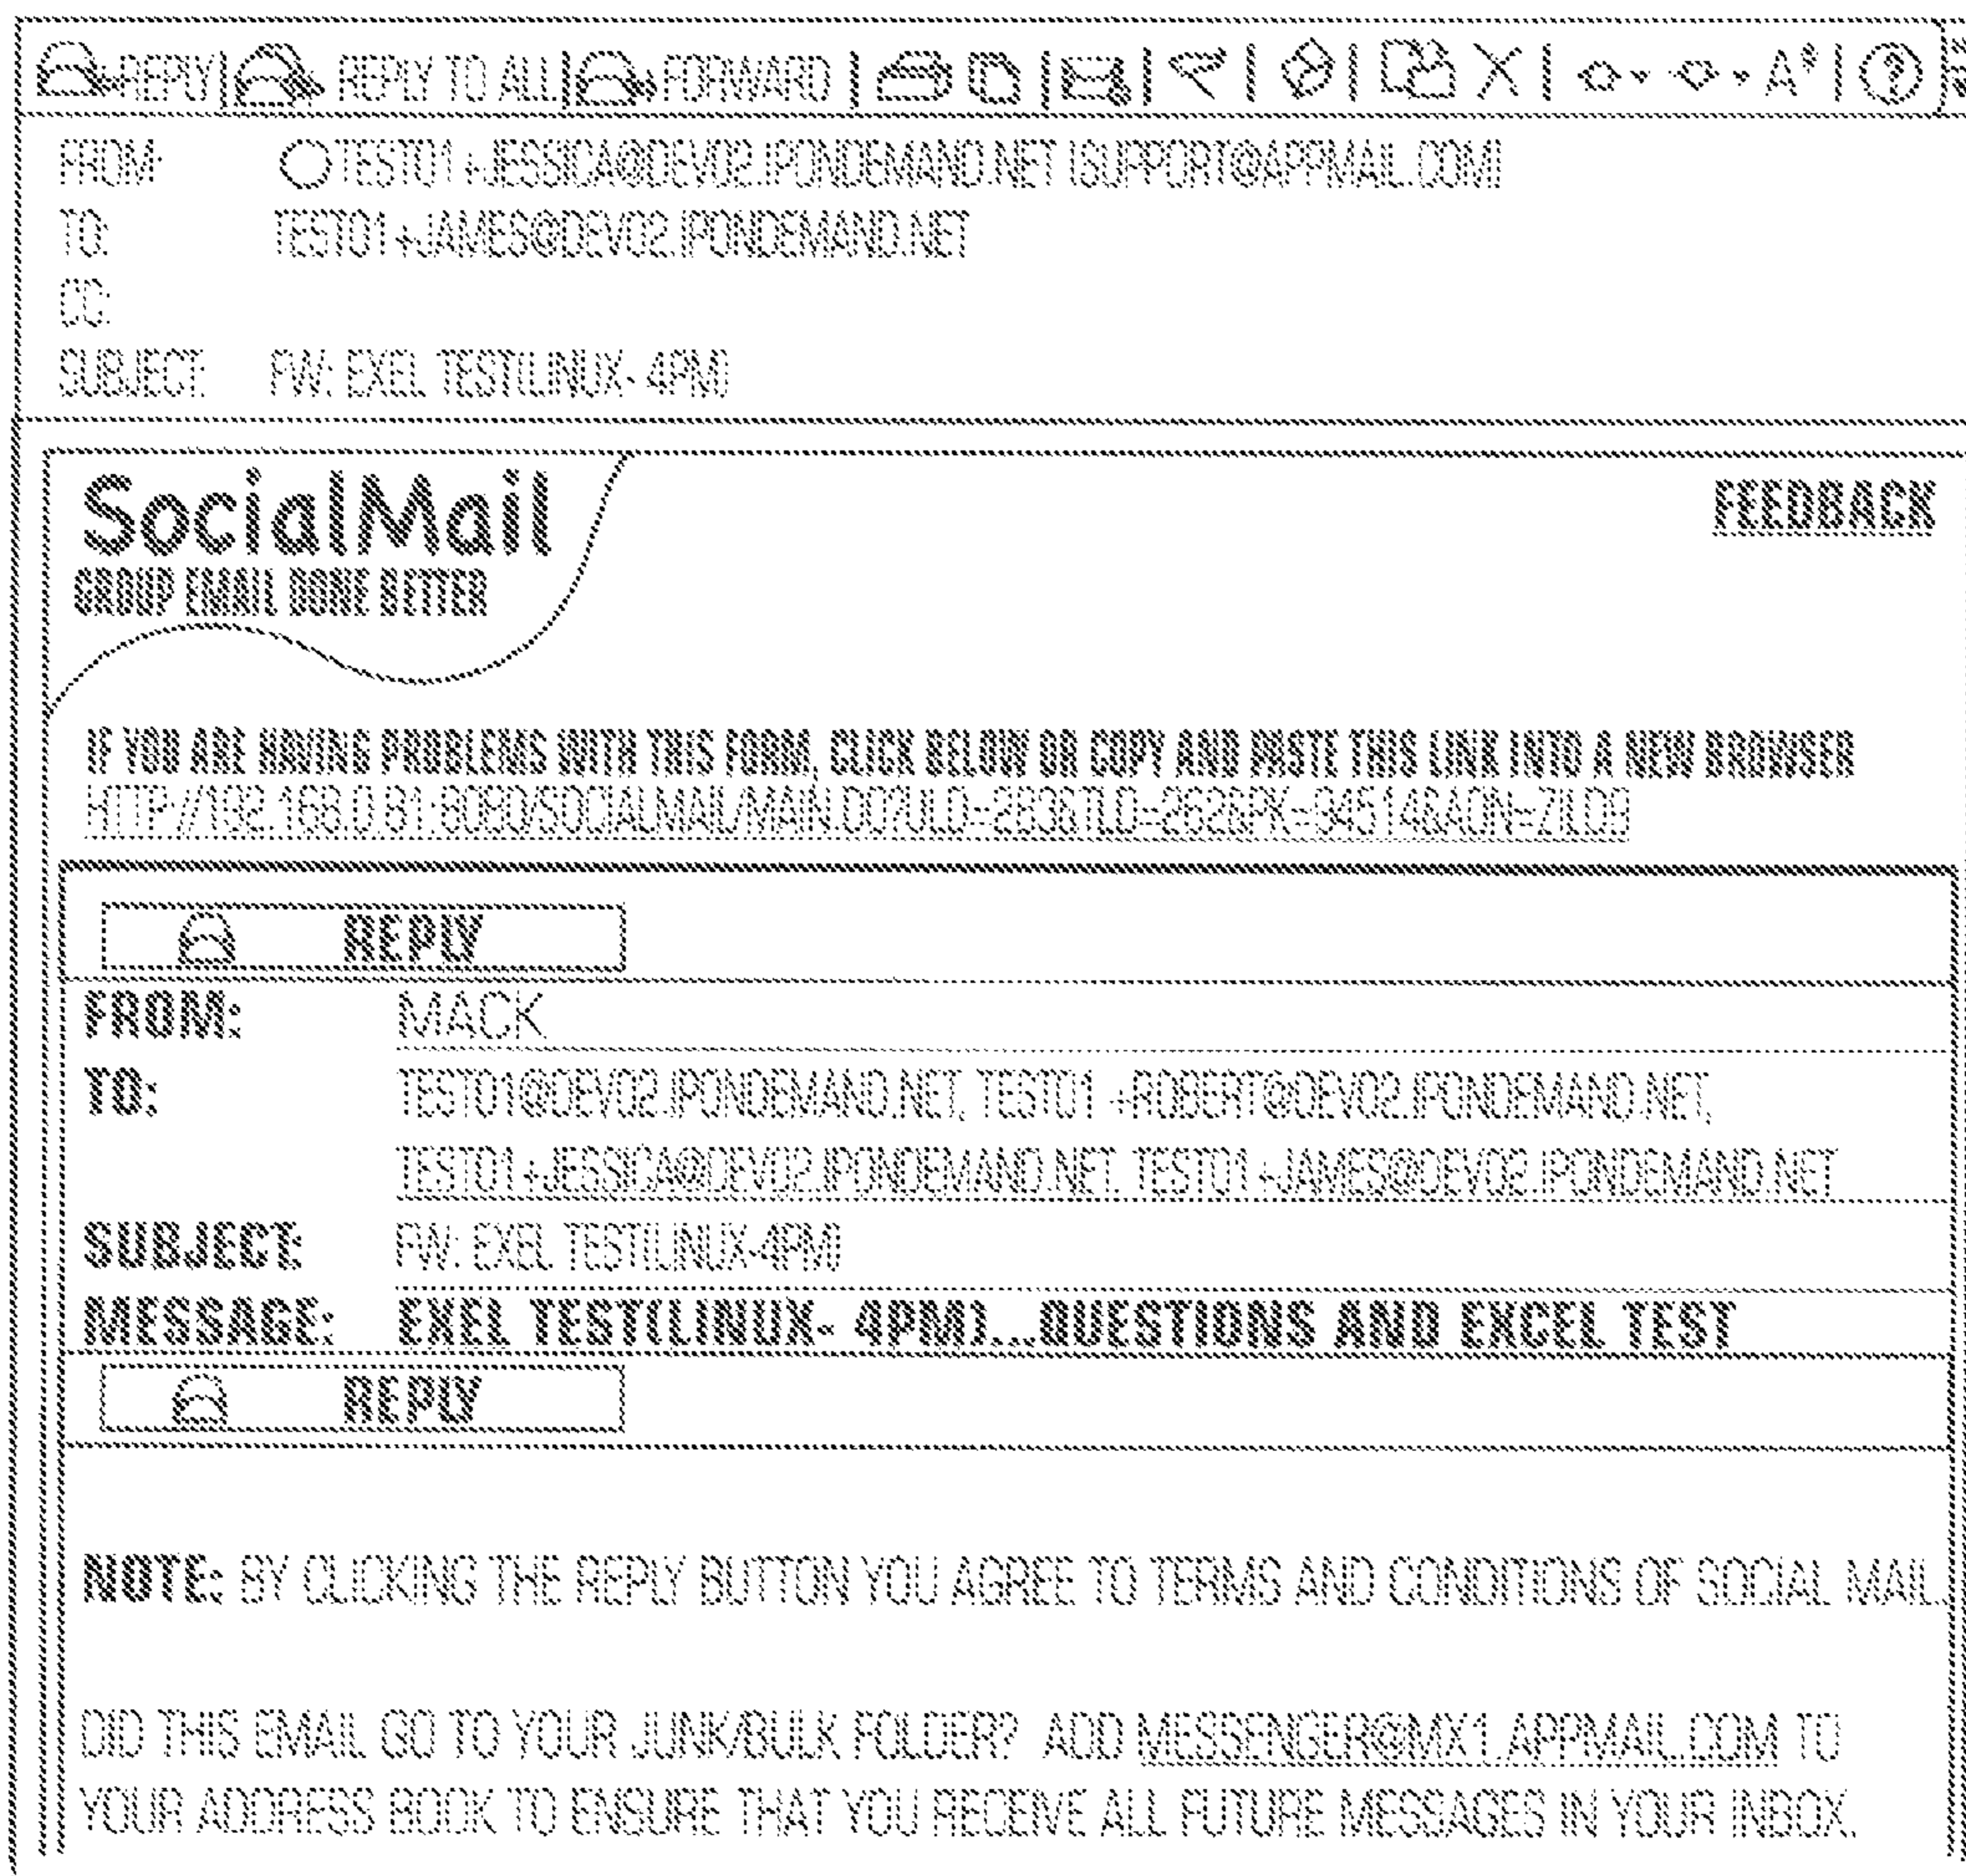 REPLY | REPLY TO ALL | FORWARD | | | | | | A | ?
FROM: TEST01+JESSICA@DEV02.IPONDEMAND.NET [SUPPORT@APPMAIL.COM]
TO: TEST01+JAMES@DEV02.IPONDEMAND.NET
CC:
SUBJECT: FW: EXEL TEST(LINUX- 4PM)
SocialMail
FEEDBACK
GROUP EMAIL DONE BETTER
IF YOU ARE HAVING PROBLEMS WITH THIS FORM, CLICK BELOW OR COPY AND PASTE THIS LINK INTO A NEW BROWSER
REPLY
FROM: MACK
TO: TEST01@DEV02.IPONDEMAND.NET, TEST01+ROBERT@DEV02.IPONDEMAND.NET,
TEST01+JESSICA@DEV02.IPONDEMAND.NET. TEST01+JAMES@DEV02.IPONDEMAND.NET
SUBJECT: FW: EXEL TEST(LINUX-4PM)
MESSAGE: EXEL TEST(LINUX- 4PM)...QUESTIONS AND EXCEL TEST
REPLY
NOTE: BY CLICKING THE REPLY BUTTON YOU AGREE TO TERMS AND CONDITIONS OF SOCIAL MAIL.
DID THIS EMAIL GO TO YOUR JUNK/BULK FOLDER? ADD MESSENGER@MX1.APPMAIL.COM TO
YOUR ADDRESS BOOK TO ENSURE THAT YOU RECEIVE ALL FUTURE MESSAGES IN YOUR INBOX.